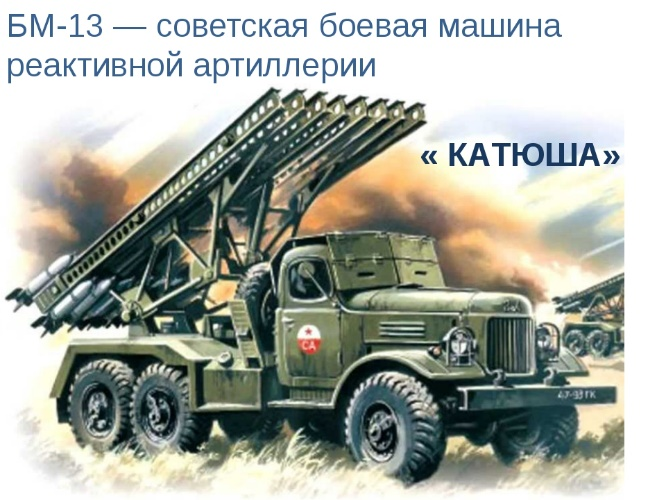 БМ-13 — советская боевая машина
реактивной артиллерии
« КАТЮША»
СА